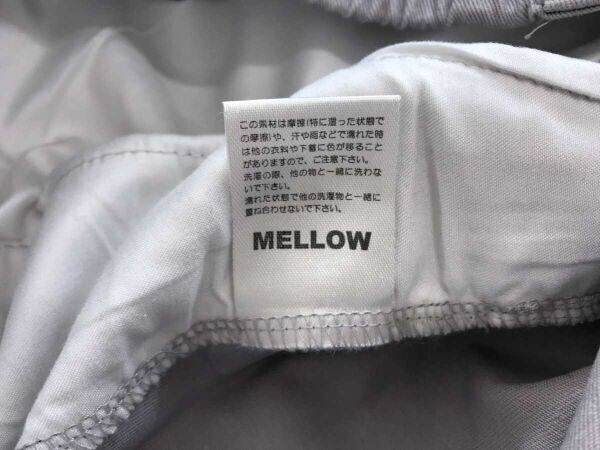 この素材は摩擦(特に湿った状態で
の摩擦)や、汗や雨などで濡れた時
は他の衣料や下着に色が移ること
がありますので、ご注意下さい。
洗濯の際、他の物と一緒に洗わな
いで下さい。
濡れた状態で他の洗濯物と一緒に
重ね合わせないで下さい。
MELLOW